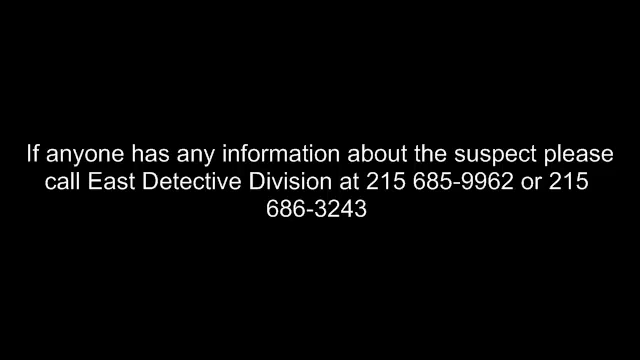 If anyone has any information about the suspect please
call East Detective Division at 215 685-9962 or 215
686-3243